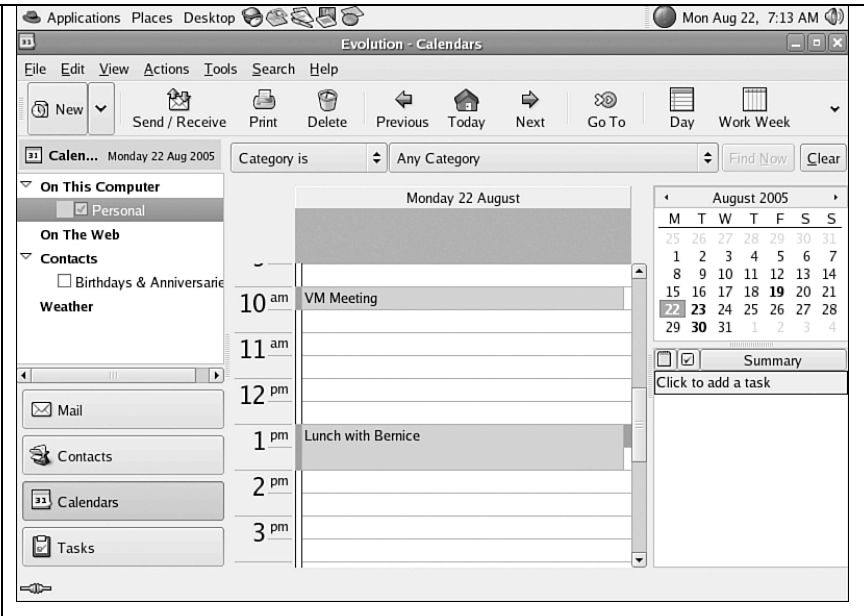 Applications Places Desktop Mon Aug 22, 7:13 AM
31 Evolution - Calendars
File Edit View Actions Tools Search Help
New Send / Receive Print Delete Previous Today Next Go To Day Work Week
31 Calen... Monday 22 Aug 2005 Category is Any Category Find Now Clear
On This Computer
Personal
On The Web
Contacts
Birthdays & Anniversarie
Weather
Mail
Contacts
31 Calendars
Tasks
Monday 22 August
10 am VM Meeting
11 am
12 pm
1 pm Lunch with Bernice
2 pm
3 pm
August 2005
M T W T F S S
25 26 27 28 29 30 31
1 2 3 4 5 6 7
8 9 10 11 12 13 14
15 16 17 18 19 20 21
22 23 24 25 26 27 28
29 30 31 1 2 3 4
Summary
Click to add a task